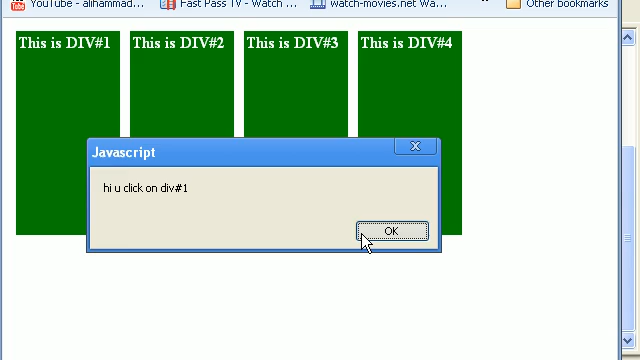 YouTube - alihammad...
Fast Pass TV - Watch ...
watch-movies.net Wa...
»
Other bookmarks
This is DIV#1
This is DIV#2
This is DIV#3
This is DIV#4
Javascript
hi u click on div#1
OK